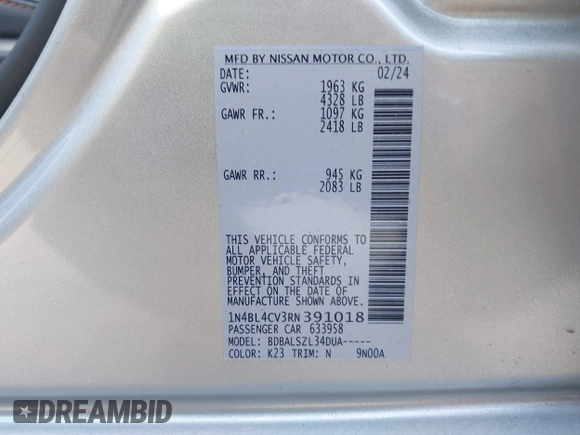 MFD BY NISSAN MOTOR CO., LTD.
DATE: 02/24
GVWR: 1963 KG
4328 LB
GAWR FR.: 1097 KG
2418 LB
GAWR RR.: 945 KG
2083 LB
THIS VEHICLE CONFORMS TO
ALL APPLICABLE FEDERAL
MOTOR VEHICLE SAFETY,
BUMPER, AND THEFT
PREVENTION STANDARDS
IN EFFECT ON THE DATE OF
MANUFACTURE SHOWN ABOVE.
1N4BL4CV3RN391018
PASSENGER CAR 633958
MODEL: BDBALSZL34DUA-----
COLOR: K23 TRIM: N 9N00A
DREAMBID